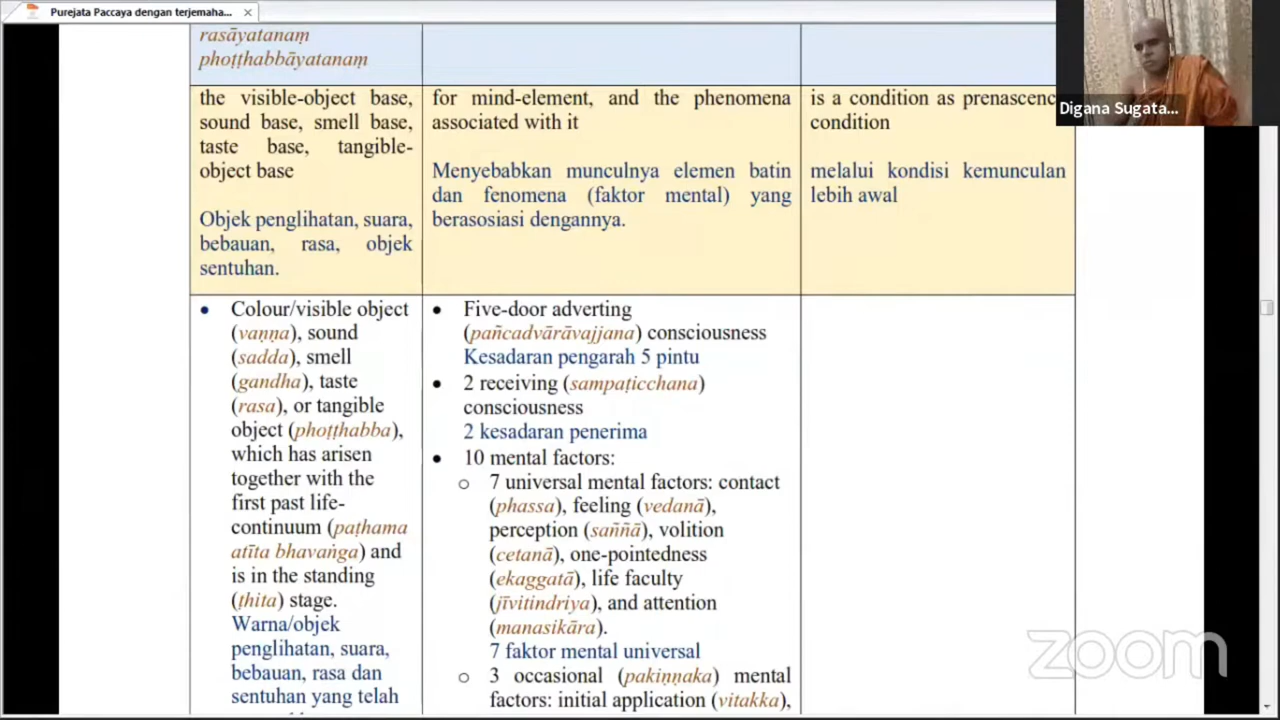 Purejata Paccaya dengan terjemaha...
rasāyatanaṃ
phoṭṭhabbāyatanaṃ
the visible-object base,
sound base, smell base,
taste base, tangible-
object base
Objek penglihatan, suara,
bebauan, rasa, objek
sentuhan.
for mind-element, and the phenomena
associated with it
Menyebabkan munculnya elemen batin
dan fenomena (faktor mental) yang
berasosiasi dengannya.
is a condition as prenascenc
condition
melalui kondisi kemunculan
lebih awal
Digana Sugata...
• Colour/visible object
(vaṇṇa), sound
(sadda), smell
(gandha), taste
(rasa), or tangible
object (phoṭṭhabba),
which has arisen
together with the
first past life-
continuum (paṭhama
atīta bhavaṅga) and
is in the standing
(ṭhita) stage.
Warna/objek
penglihatan, suara,
bebauan, rasa dan
sentuhan yang telah
• Five-door adverting
(pañcadvārāvajjana) consciousness
Kesadaran pengarah 5 pintu
• 2 receiving (sampaṭicchana)
consciousness
2 kesadaran penerima
• 10 mental factors:
o 7 universal mental factors: contact
(phassa), feeling (vedanā),
perception (saññā), volition
(cetanā), one-pointedness
(ekaggatā), life faculty
(jīvitindriya), and attention
(manasikāra).
7 faktor mental universal
o 3 occasional (pakiṇṇaka) mental
factors: initial application (vitakka),
zoom